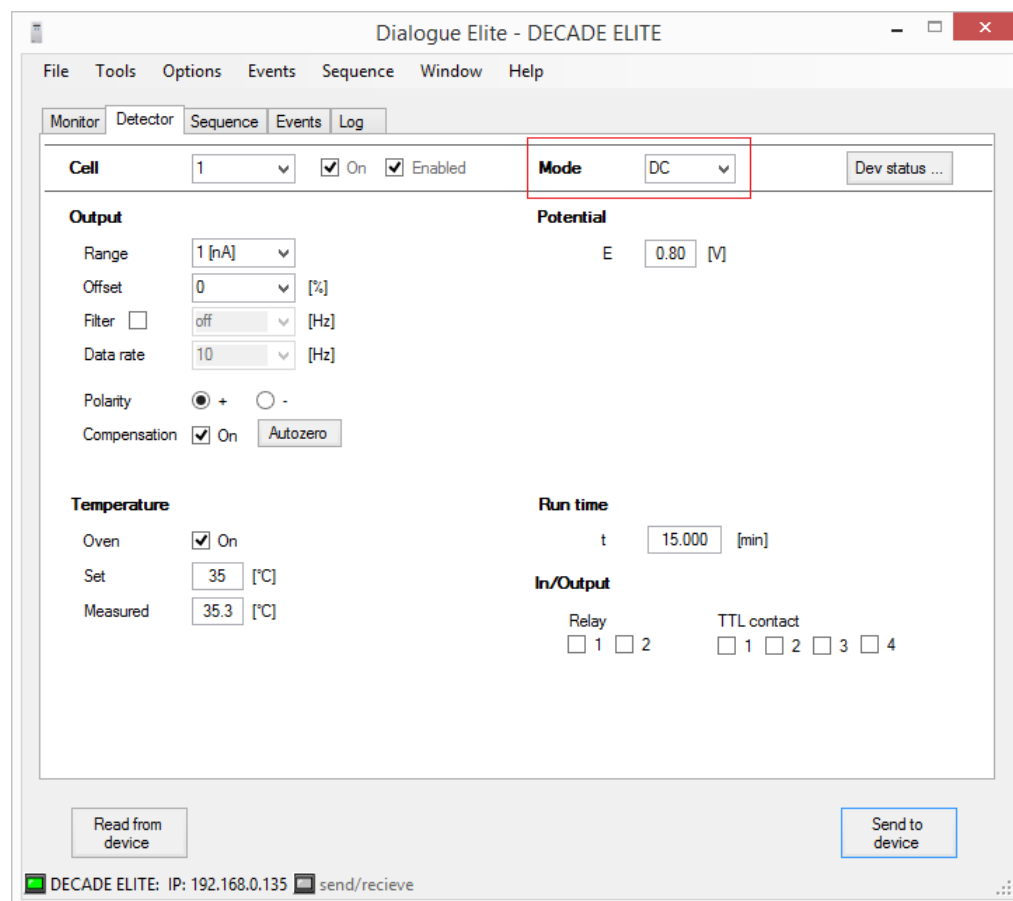 Dialogue Elite - DECADE ELITE
File Tools Options Events Sequence Window Help
Monitor Detector Sequence Events Log
Cell 1 On Enabled Mode DC Dev status ...
Output Potential
Range 1 [nA] E 0.80 [V]
Offset 0 [%]
Filter off [Hz]
Data rate 10 [Hz]
Polarity + -
Compensation On Autozero
Temperature Run time
Oven On t 15.000 [min]
Set 35 [°C]
In/Output
Measured 35.3 [°C]
Relay TTL contact
1 2 1 2 3 4
Read from
device
Send to
device
DECADE ELITE: IP: 192.168.0.135 send/recieve